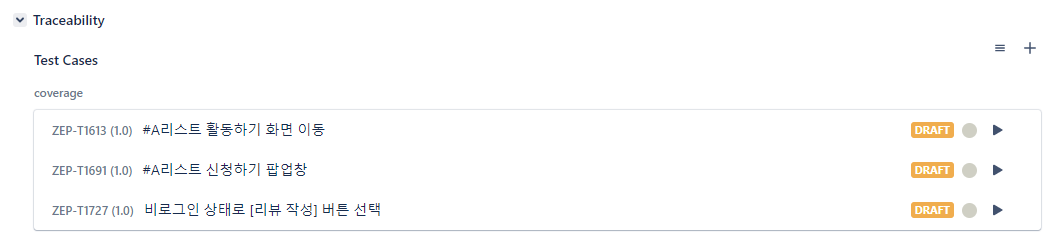 Traceability
Test Cases
coverage
ZEP-T1613 (1.0) #A리스트 활동하기 화면 이동 DRAFT
ZEP-T1691 (1.0) #A리스트 신청하기 팝업창 DRAFT
ZEP-T1727 (1.0) 비로그인 상태로 [리뷰 작성] 버튼 선택 DRAFT